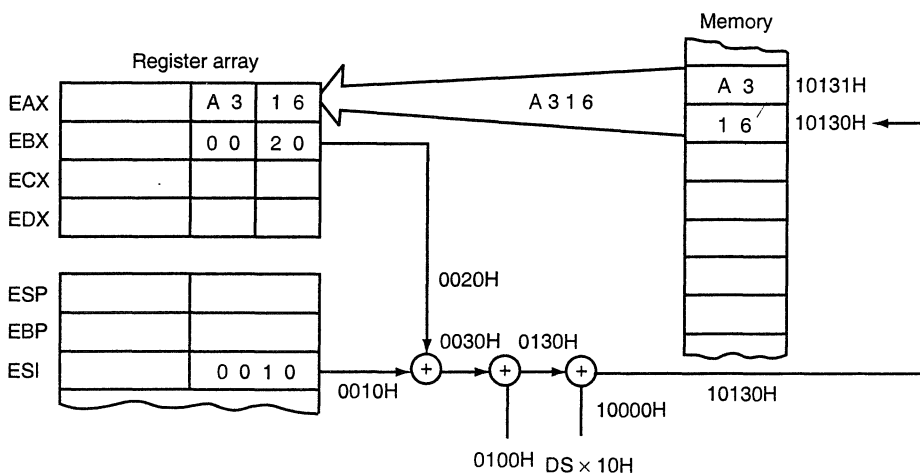 Memory
Register array
EAX A 3 1 6
EBX 0 0 2 0
ECX
EDX
A 3 1 6
A 3 10131H
1 6 10130H
0020H
ESP
EBP
ESI 0 0 1 0
0010H
+
0030H
+
0130H
+
10000H
10130H
0100H
DS × 10H